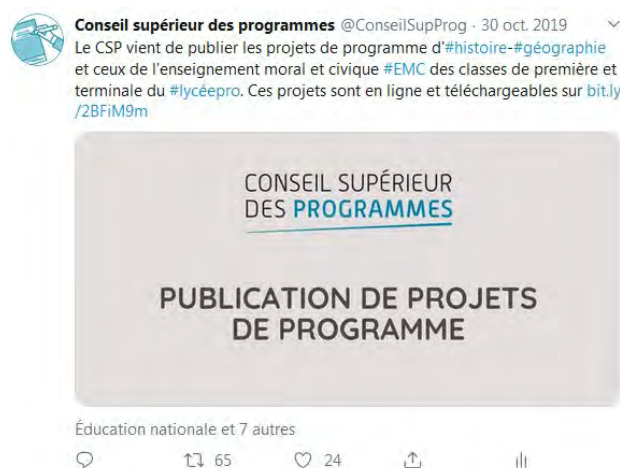 Conseil supérieur des programmes @ConseilSupProg · 30 oct. 2019
Le CSP vient de publier les projets de programme d'#histoire-#géographie
et ceux de l'enseignement moral et civique #EMC des classes de première et
terminale du #lycéepro. Ces projets sont en ligne et téléchargeables sur bit.ly
/2BFiM9m
CONSEIL SUPÉRIEUR
DES PROGRAMMES
PUBLICATION DE PROJETS
DE PROGRAMME
Éducation nationale et 7 autres
65 24